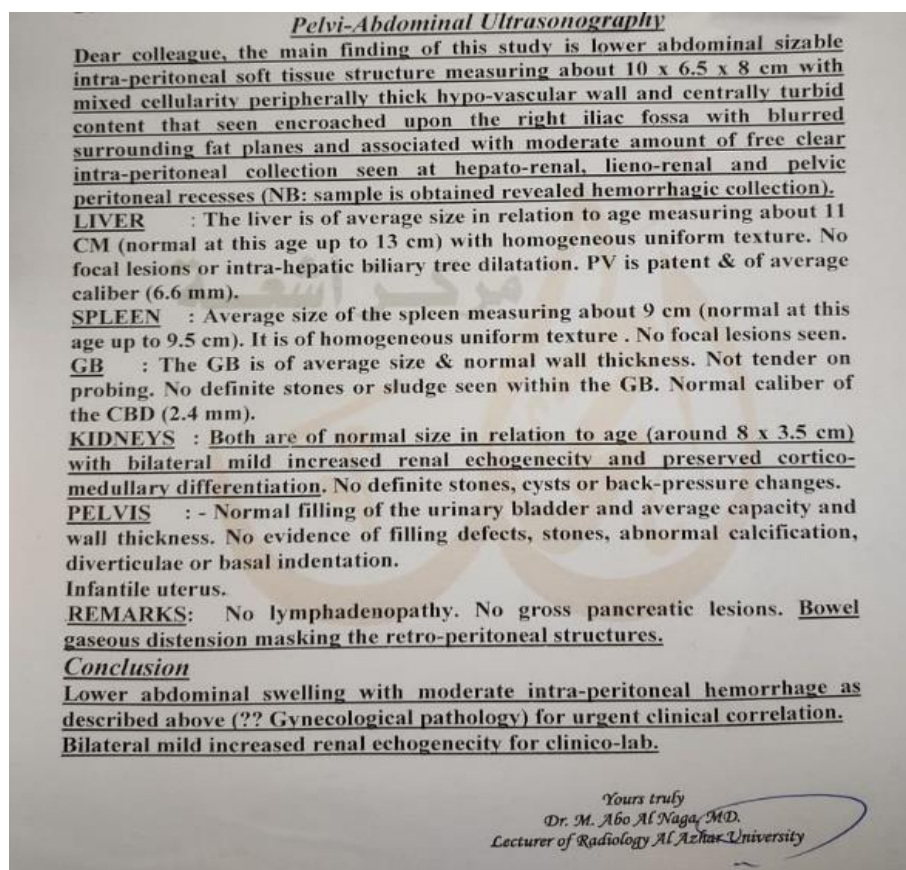 Pelvi-Abdominal Ultrasonography
Dear colleague, the main finding of this study is lower abdominal sizable
intra-peritoneal soft tissue structure measuring about 10 x 6.5 x 8 cm with
mixed cellularity peripherally thick hypo-vascular wall and centrally turbid
content that seen encroached upon the right iliac fossa with blurred
surrounding fat planes and associated with moderate amount of free clear
intra-peritoneal collection seen at hepato-renal, lieno-renal and pelvic
peritoneal recesses (NB: sample is obtained revealed hemorrhagic collection).
LIVER : The liver is of average size in relation to age measuring about 11
CM (normal at this age up to 13 cm) with homogeneous uniform texture. No
focal lesions or intra-hepatic biliary tree dilatation. PV is patent & of average
caliber (6.6 mm).
مركز أشعة
SPLEEN : Average size of the spleen measuring about 9 cm (normal at this
age up to 9.5 cm). It is of homogeneous uniform texture . No focal lesions seen.
GB : The GB is of average size & normal wall thickness. Not tender on
probing. No definite stones or sludge seen within the GB. Normal caliber of
the CBD (2.4 mm).
KIDNEYS : Both are of normal size in relation to age (around 8 x 3.5 cm)
with bilateral mild increased renal echogenecity and preserved cortico-
medullary differentiation. No definite stones, cysts or back-pressure changes.
PELVIS : - Normal filling of the urinary bladder and average capacity and
wall thickness. No evidence of filling defects, stones, abnormal calcification,
diverticulae or basal indentation.
Infantile uterus.
REMARKS: No lymphadenopathy. No gross pancreatic lesions. Bowel
gaseous distension masking the retro-peritoneal structures.
Conclusion
Lower abdominal swelling with moderate intra-peritoneal hemorrhage as
described above (?? Gynecological pathology) for urgent clinical correlation.
Bilateral mild increased renal echogenecity for clinico-lab.
Yours truly
Dr. M. Abo Al Naga, MD.
Lecturer of Radiology Al Azhar University